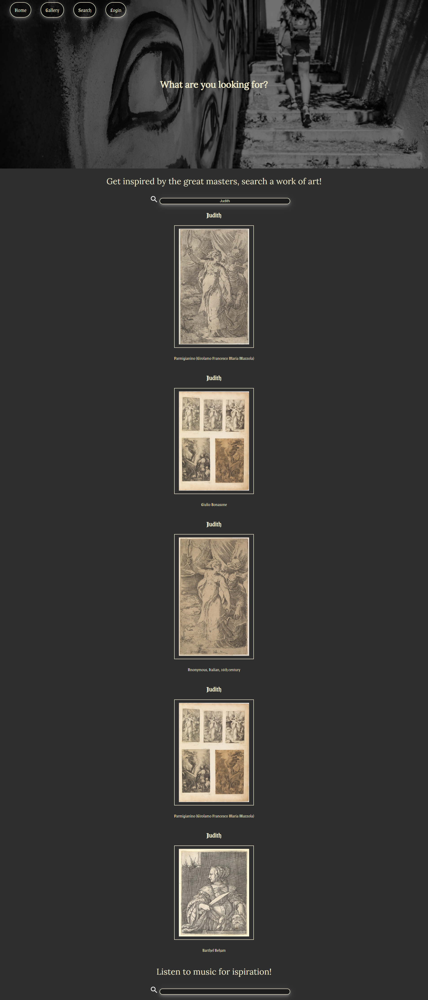 Home Gallery Search Login
What are you looking for?
Get inspired by the great masters, search a work of art!
Judith
Judith
Parmigianino (Girolamo Francesco Maria Mazzola)
Judith
Giulio Bonasone
Judith
Anonymous, Italian, 16th century
Judith
Parmigianino (Girolamo Francesco Maria Mazzola)
Judith
Barthel Beham
Listen to music for ispiration!